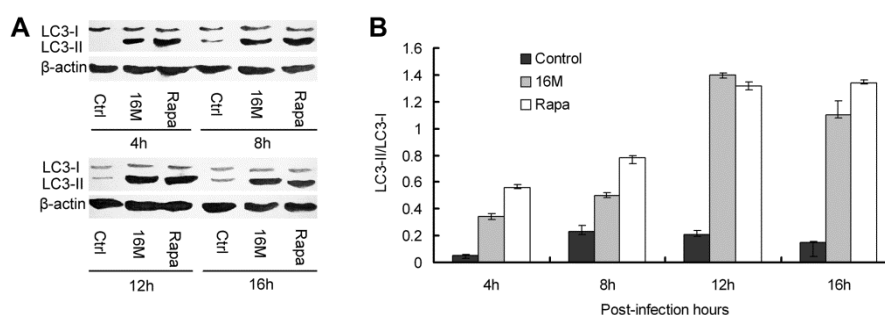 A
LC3-I
LC3-II
β-actin
Ctrl 16M Rapa Ctrl 16M Rapa
4h 8h
LC3-I
LC3-II
β-actin
Ctrl 16M Rapa Ctrl 16M Rapa
12h 16h
B
LC3-II/LC3-I
1.6
1.4
1.2
1
0.8
0.6
0.4
0.2
0
Control
16M
Rapa
4h 8h 12h 16h
Post-infection hours